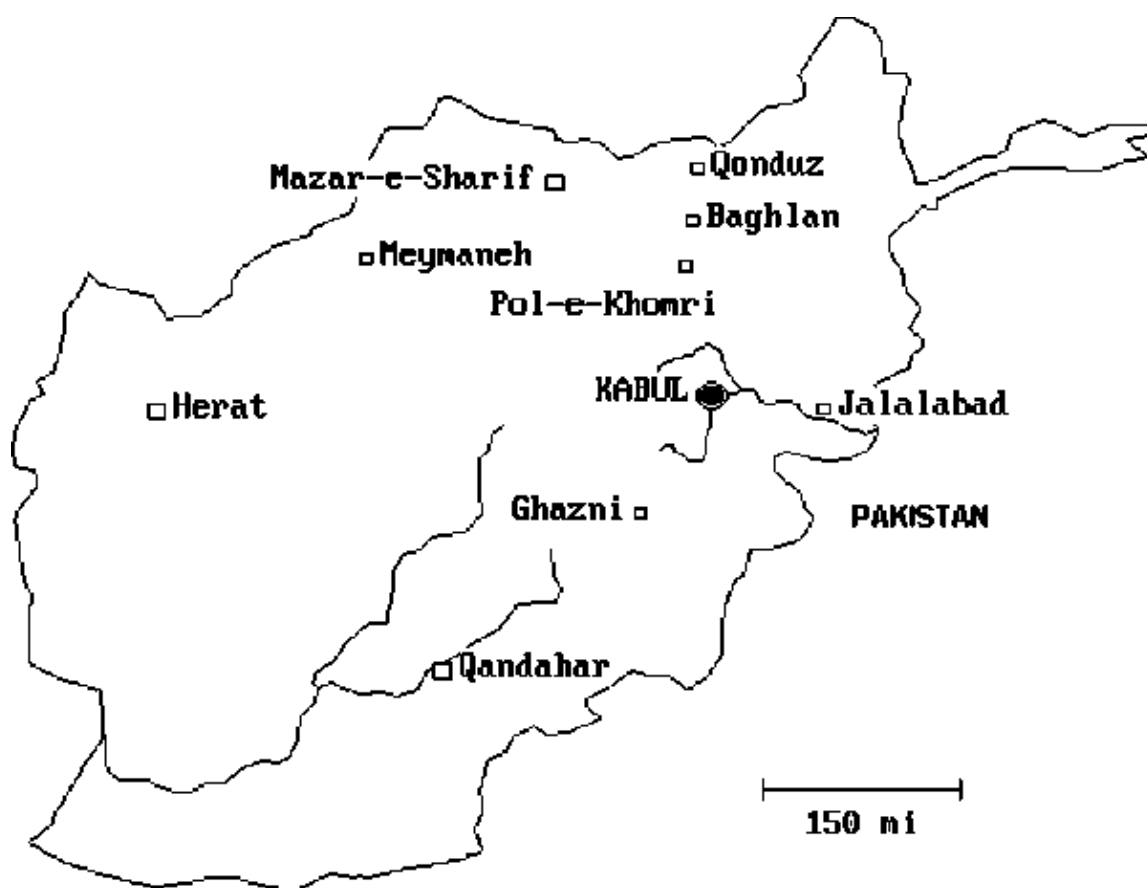 Qonduz
Mazar-e-Sharif
Baghlan
Meymaneh
Pol-e-Khomri
KABUL
Herat
Jalalabad
Ghazni
PAKISTAN
Qandahar
150 mi